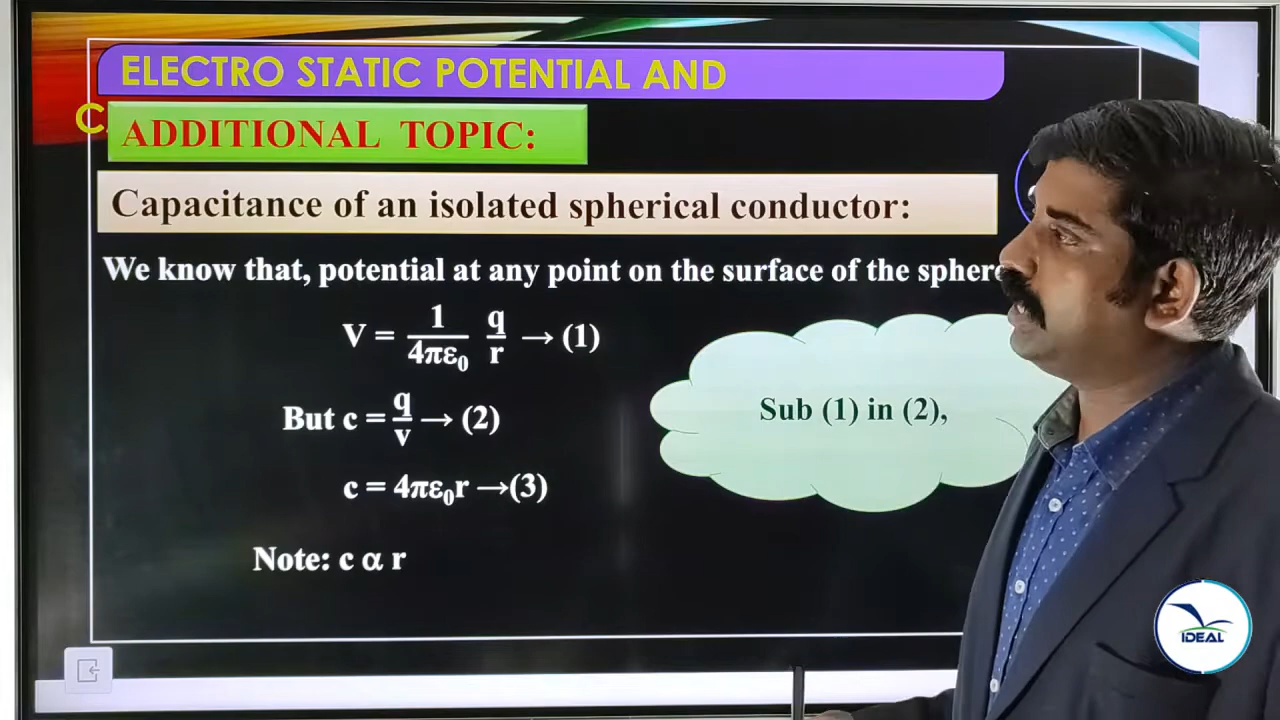 ELECTRO STATIC POTENTIAL AND
C
ADDITIONAL TOPIC:
Capacitance of an isolated spherical conductor:
We know that, potential at any point on the surface of the sphere
V = 1/4πε₀ q/r → (1)
But c = q/v → (2)
Sub (1) in (2),
c = 4πε₀r →(3)
Note: c α r
IDEAL